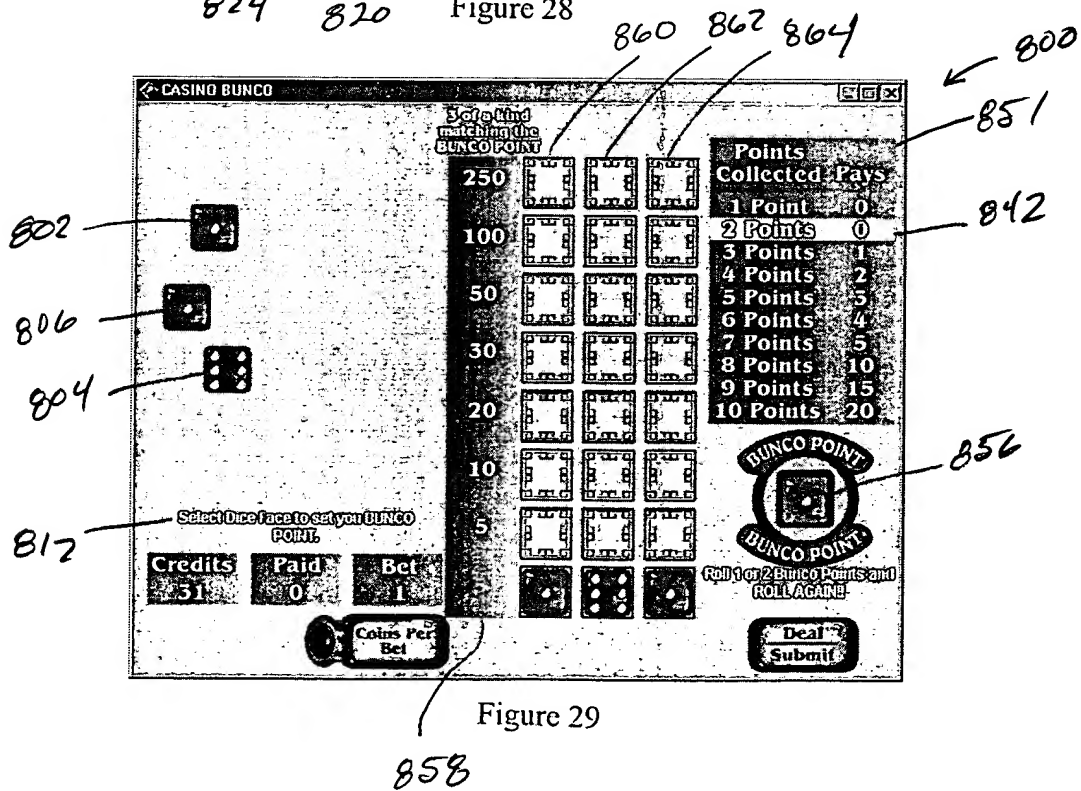 824 820 Figure 28
860 862 864 800
CASINO BUNCO
3 of a kind
matching the
BUNCO POINT
250
100
50
30
20
10
5
851
Points
Collected Pays
1 Point 0
2 Points 0
3 Points 1
4 Points 2
5 Points 3
6 Points 4
7 Points 5
8 Points 10
9 Points 15
10 Points 20
842
802
806
804
BUNCO POINT
856
BUNCO POINT
Roll 1 or 2 Bunco Points and
ROLL AGAIN!!
812
Select Dice Face to set you BUNCO
POINT.
Credits Paid Bet
31 0 1
Coins Per
Bet
Deal
Submit
Figure 29
858